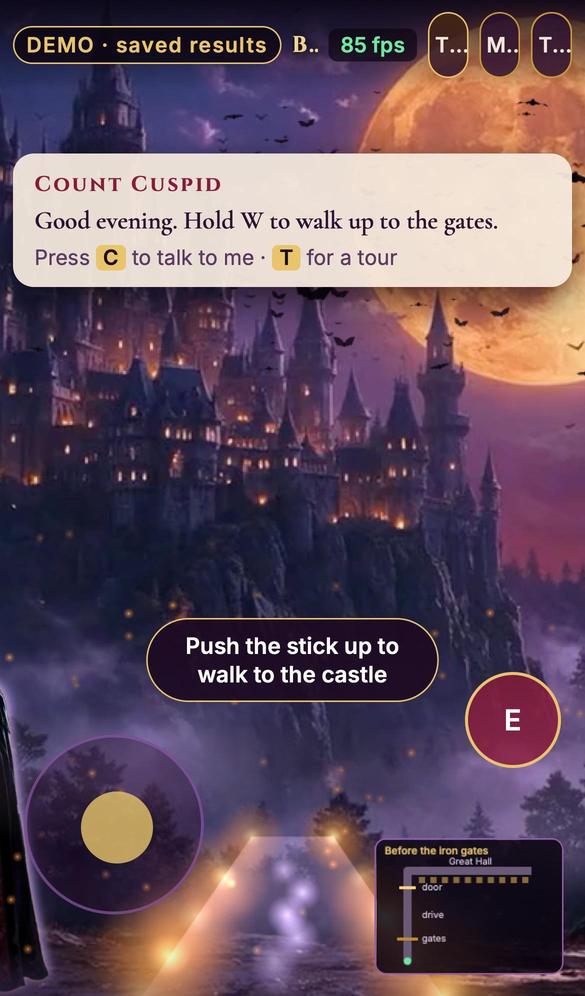 DEMO · saved results B.. 85 fps T... M.. T...
COUNT CUSPID
Good evening. Hold W to walk up to the gates.
Press C to talk to me · T for a tour
Push the stick up to
walk to the castle
E
Before the iron gates
Great Hall
door
drive
gates